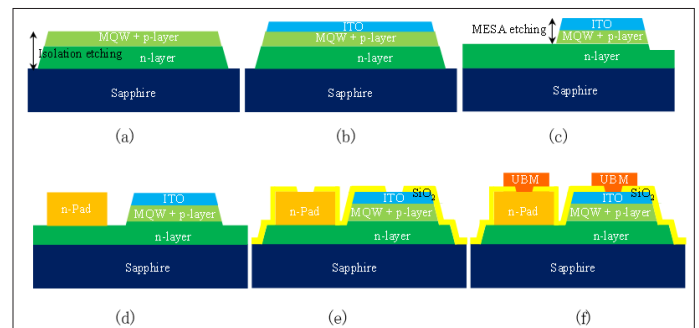 MQW + p-layer
Isolation etching
n-layer
Sapphire
(a)
ITO
MQW + p-layer
n-layer
Sapphire
(b)
MESA etching
ITO
MQW + p-layer
n-layer
Sapphire
(c)
n-Pad
ITO
MQW + p-layer
n-layer
Sapphire
(d)
SiO2
ITO
n-Pad
MQW + p-layer
n-layer
Sapphire
(e)
UBM
UBM
SiO2
ITO
n-Pad
MQW + p-layer
n-layer
Sapphire
(f)